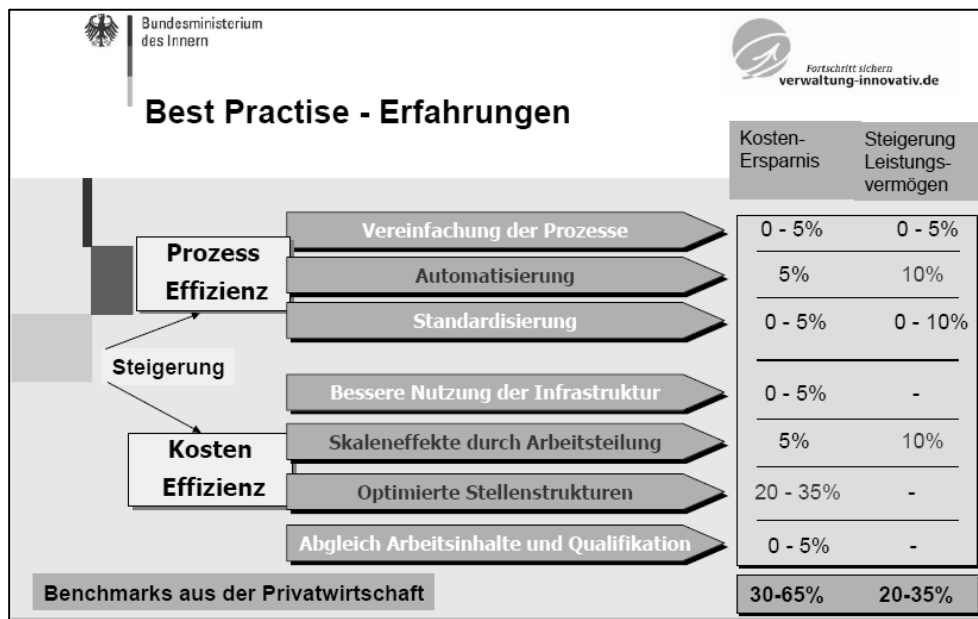 Bundesministerium
des Innern
Fortschritt sichern
verwaltung-innovativ.de
Best Practise - Erfahrungen
Kosten-
Ersparnis
Steigerung
Leistungs-
vermögen
Prozess
Effizienz
Vereinfachung der Prozesse 0 - 5% 0 - 5%
Automatisierung 5% 10%
Standardisierung 0 - 5% 0 - 10%
Steigerung
Kosten
Effizienz
Bessere Nutzung der Infrastruktur 0 - 5% -
Skaleneffekte durch Arbeitsteilung 5% 10%
Optimierte Stellenstrukturen 20 - 35% -
Abgleich Arbeitsinhalte und Qualifikation 0 - 5% -
Benchmarks aus der Privatwirtschaft 30-65% 20-35%